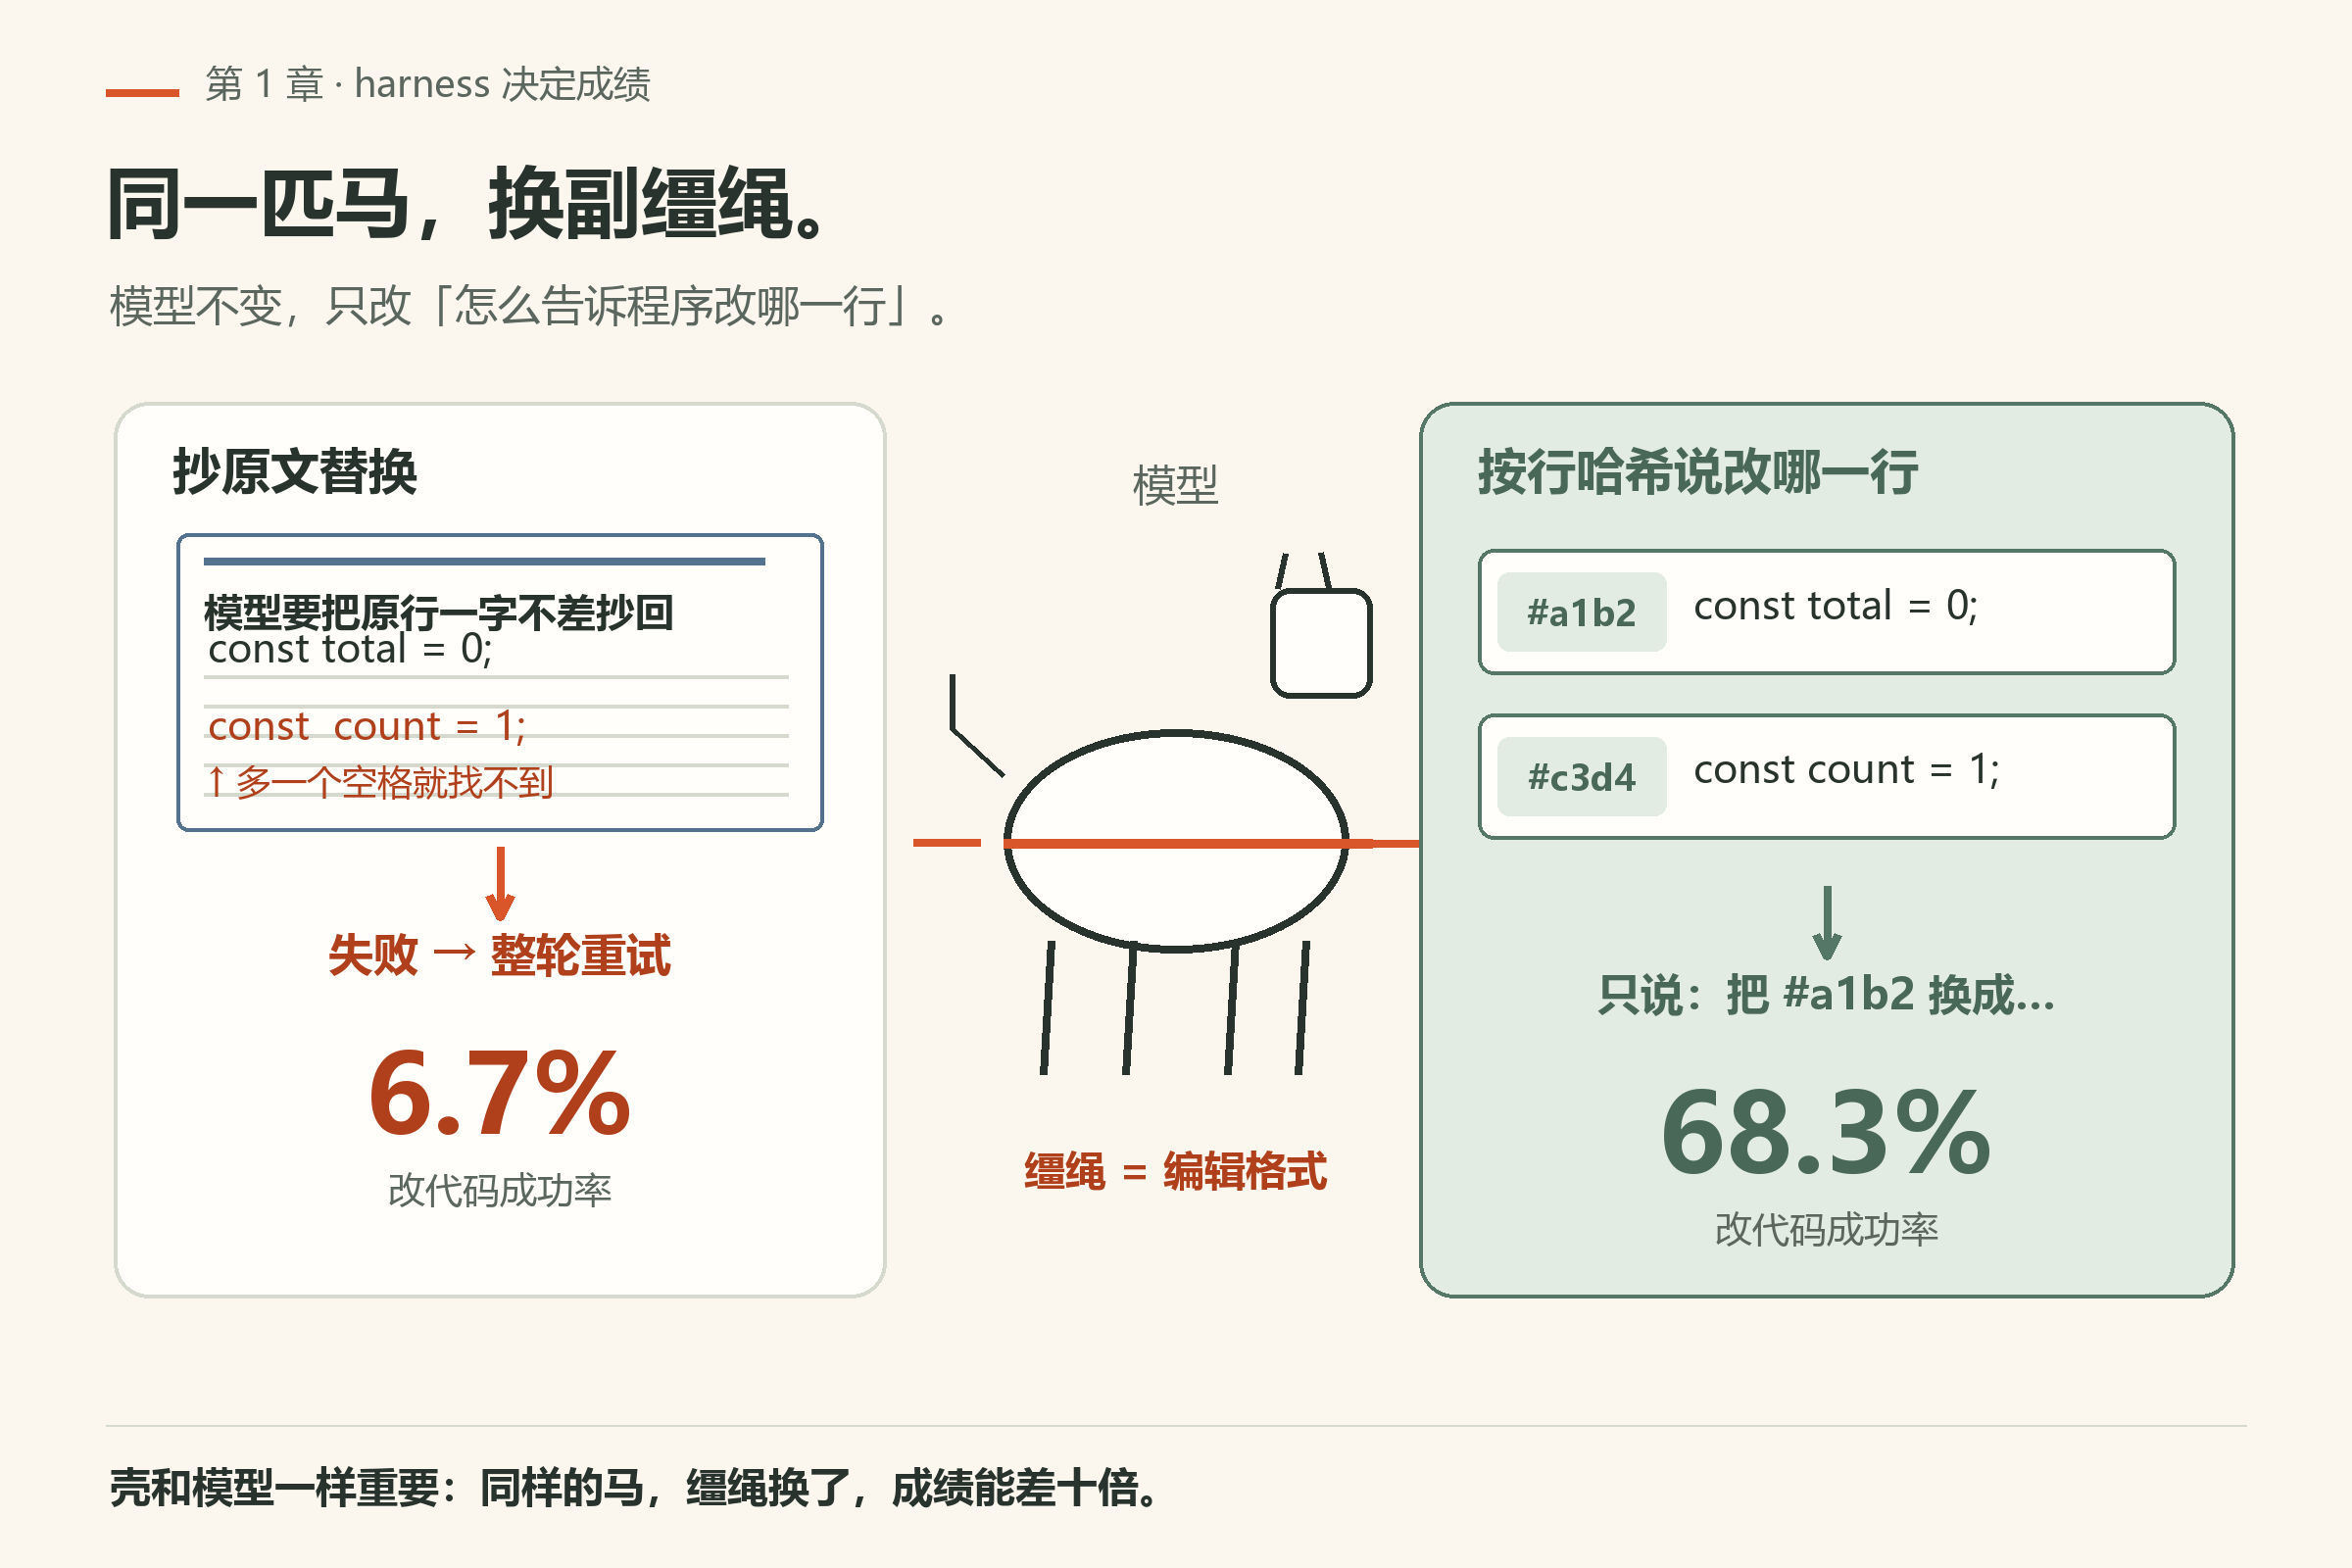 第 1 章 · harness 决定成绩
同一匹马，换副缰绳。
模型不变，只改「怎么告诉程序改哪一行」。
抄原文替换
模型要把原行一字不差抄回
const total = 0;
const  count = 1;
↑ 多一个空格就找不到
失败 → 整轮重试
6.7%
改代码成功率
模型
缰绳 = 编辑格式
按行哈希说改哪一行
#a1b2 const total = 0;
#c3d4 const count = 1;
只说：把 #a1b2 换成…
68.3%
改代码成功率
壳和模型一样重要：同样的马，缰绳换了，成绩能差十倍。